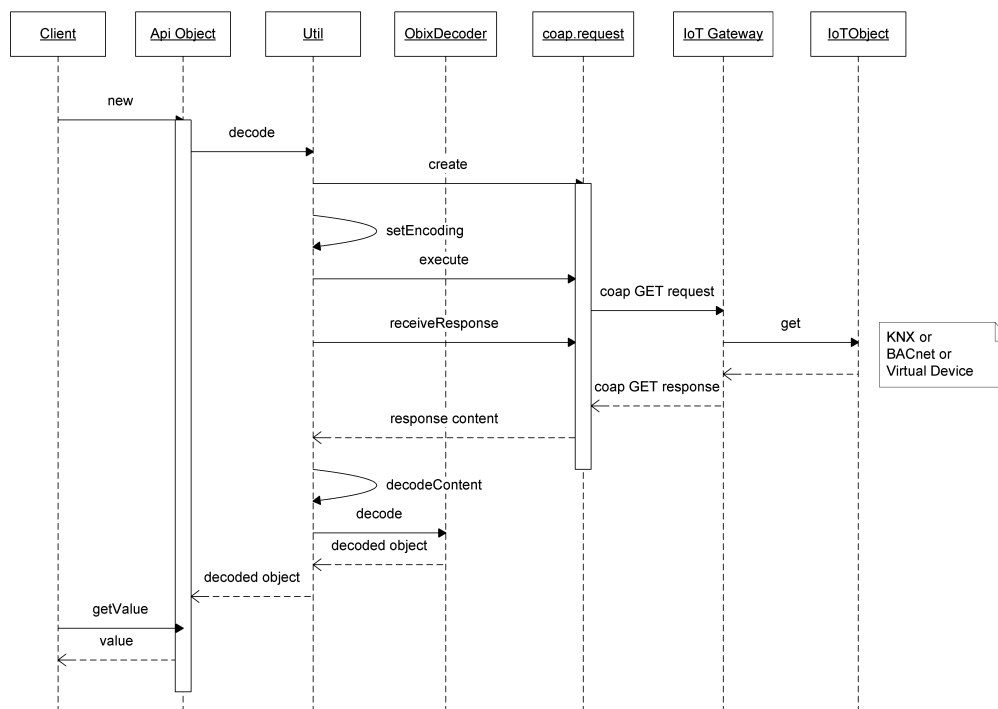 Client
Api Object
Util
ObixDecoder
coap.request
IoT Gateway
IoTObject
new
decode
create
setEncoding
execute
coap GET request
receiveResponse
get
KNX or
BACnet or
Virtual Device
coap GET response
response content
decodeContent
decode
decoded object
decoded object
getValue
value